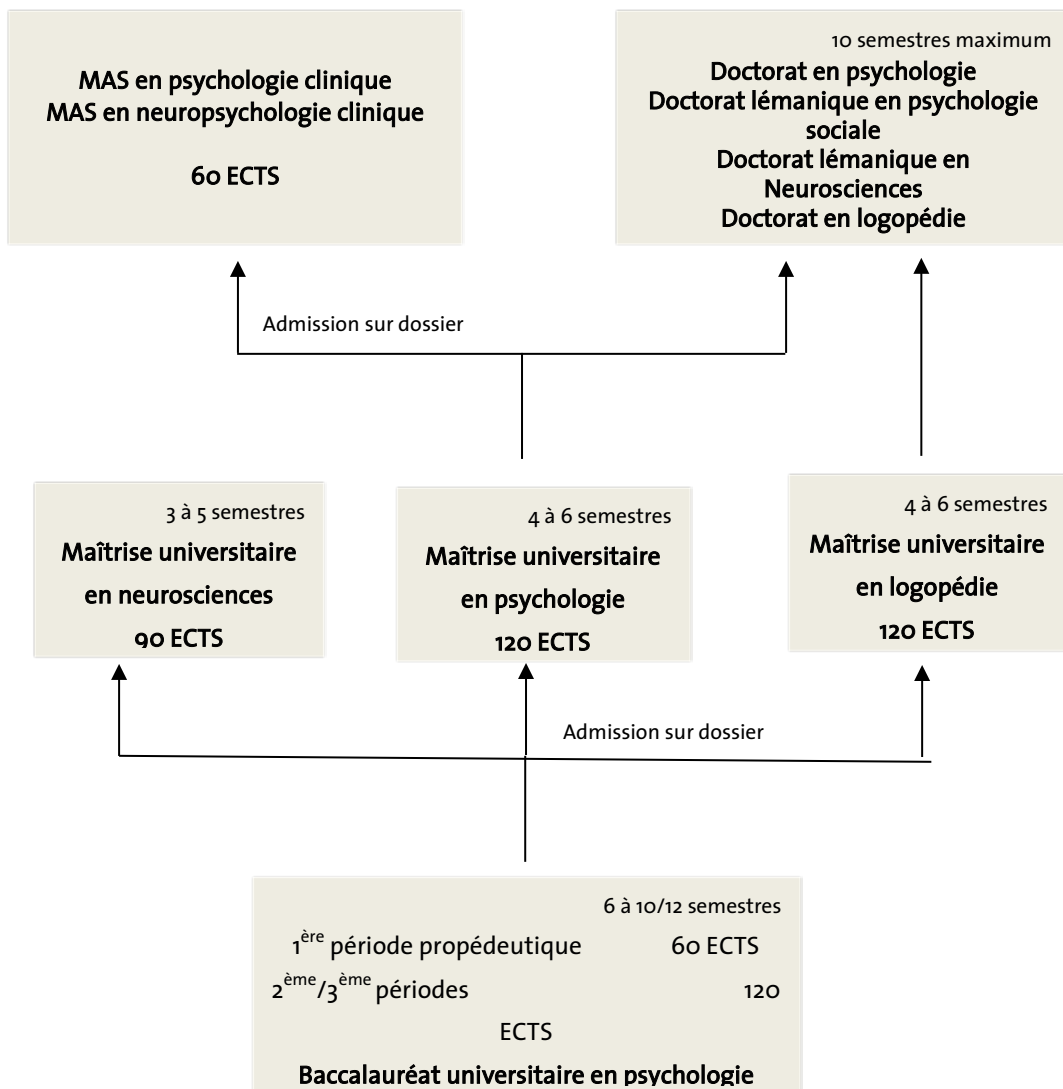 MAS en psychologie clinique
MAS en neuropsychologie clinique
60 ECTS
10 semestres maximum
Doctorat en psychologie
Doctorat lémanique en psychologie
sociale
Doctorat lémanique en
Neurosciences
Doctorat en logopédie
Admission sur dossier
3 à 5 semestres
Maîtrise universitaire
en neurosciences
90 ECTS
4 à 6 semestres
Maîtrise universitaire
en psychologie
120 ECTS
4 à 6 semestres
Maîtrise universitaire
en logopédie
120 ECTS
Admission sur dossier
6 à 10/12 semestres
1ère période propédeutique 60 ECTS
2ème/3ème périodes 120
ECTS
Baccalauréat universitaire en psychologie